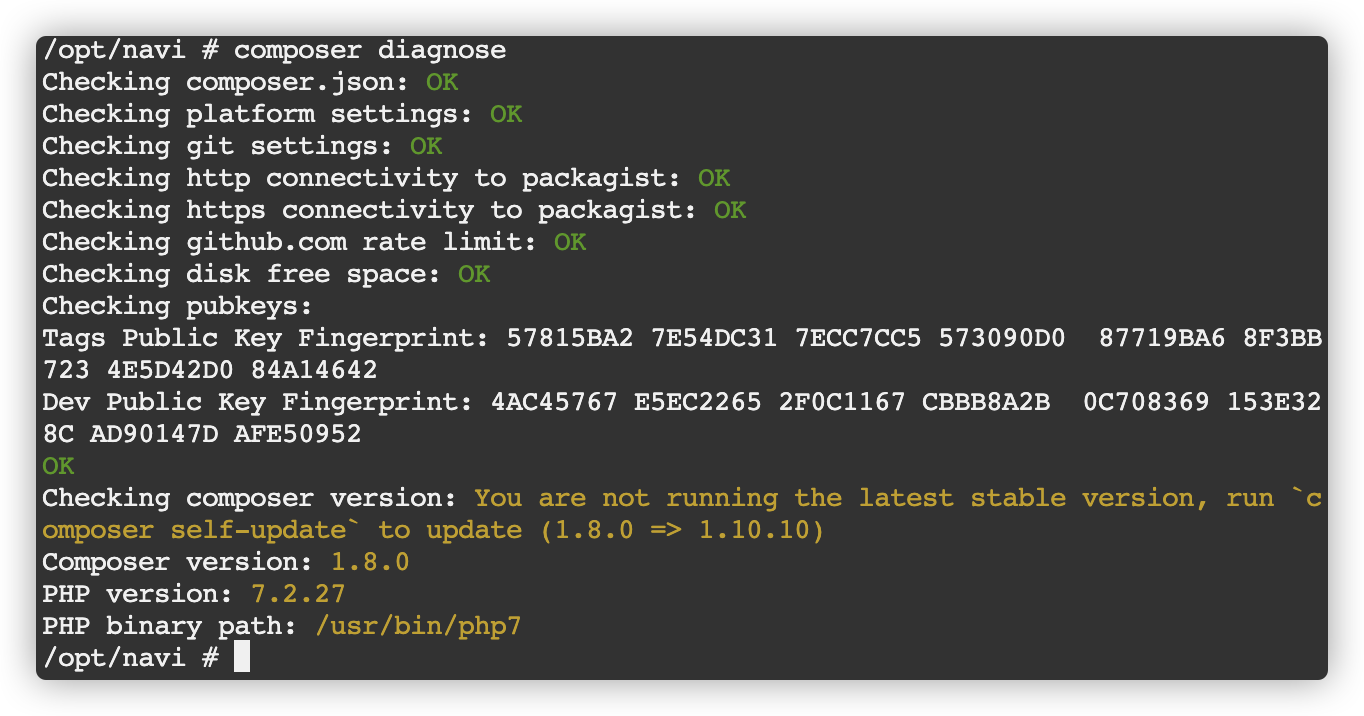 /opt/navi # composer diagnose
Checking composer.json: OK
Checking platform settings: OK
Checking git settings: OK
Checking http connectivity to packagist: OK
Checking https connectivity to packagist: OK
Checking github.com rate limit: OK
Checking disk free space: OK
Checking pubkeys:
Tags Public Key Fingerprint: 57815BA2 7E54DC31 7ECC7CC5 573090D0  87719BA6 8F3BB
723 4E5D42D0 84A14642
Dev Public Key Fingerprint: 4AC45767 E5EC2265 2F0C1167 CBBB8A2B  0C708369 153E32
8C AD90147D AFE50952
OK
Checking composer version: You are not running the latest stable version, run `c
omposer self-update` to update (1.8.0 => 1.10.10)
Composer version: 1.8.0
PHP version: 7.2.27
PHP binary path: /usr/bin/php7
/opt/navi #